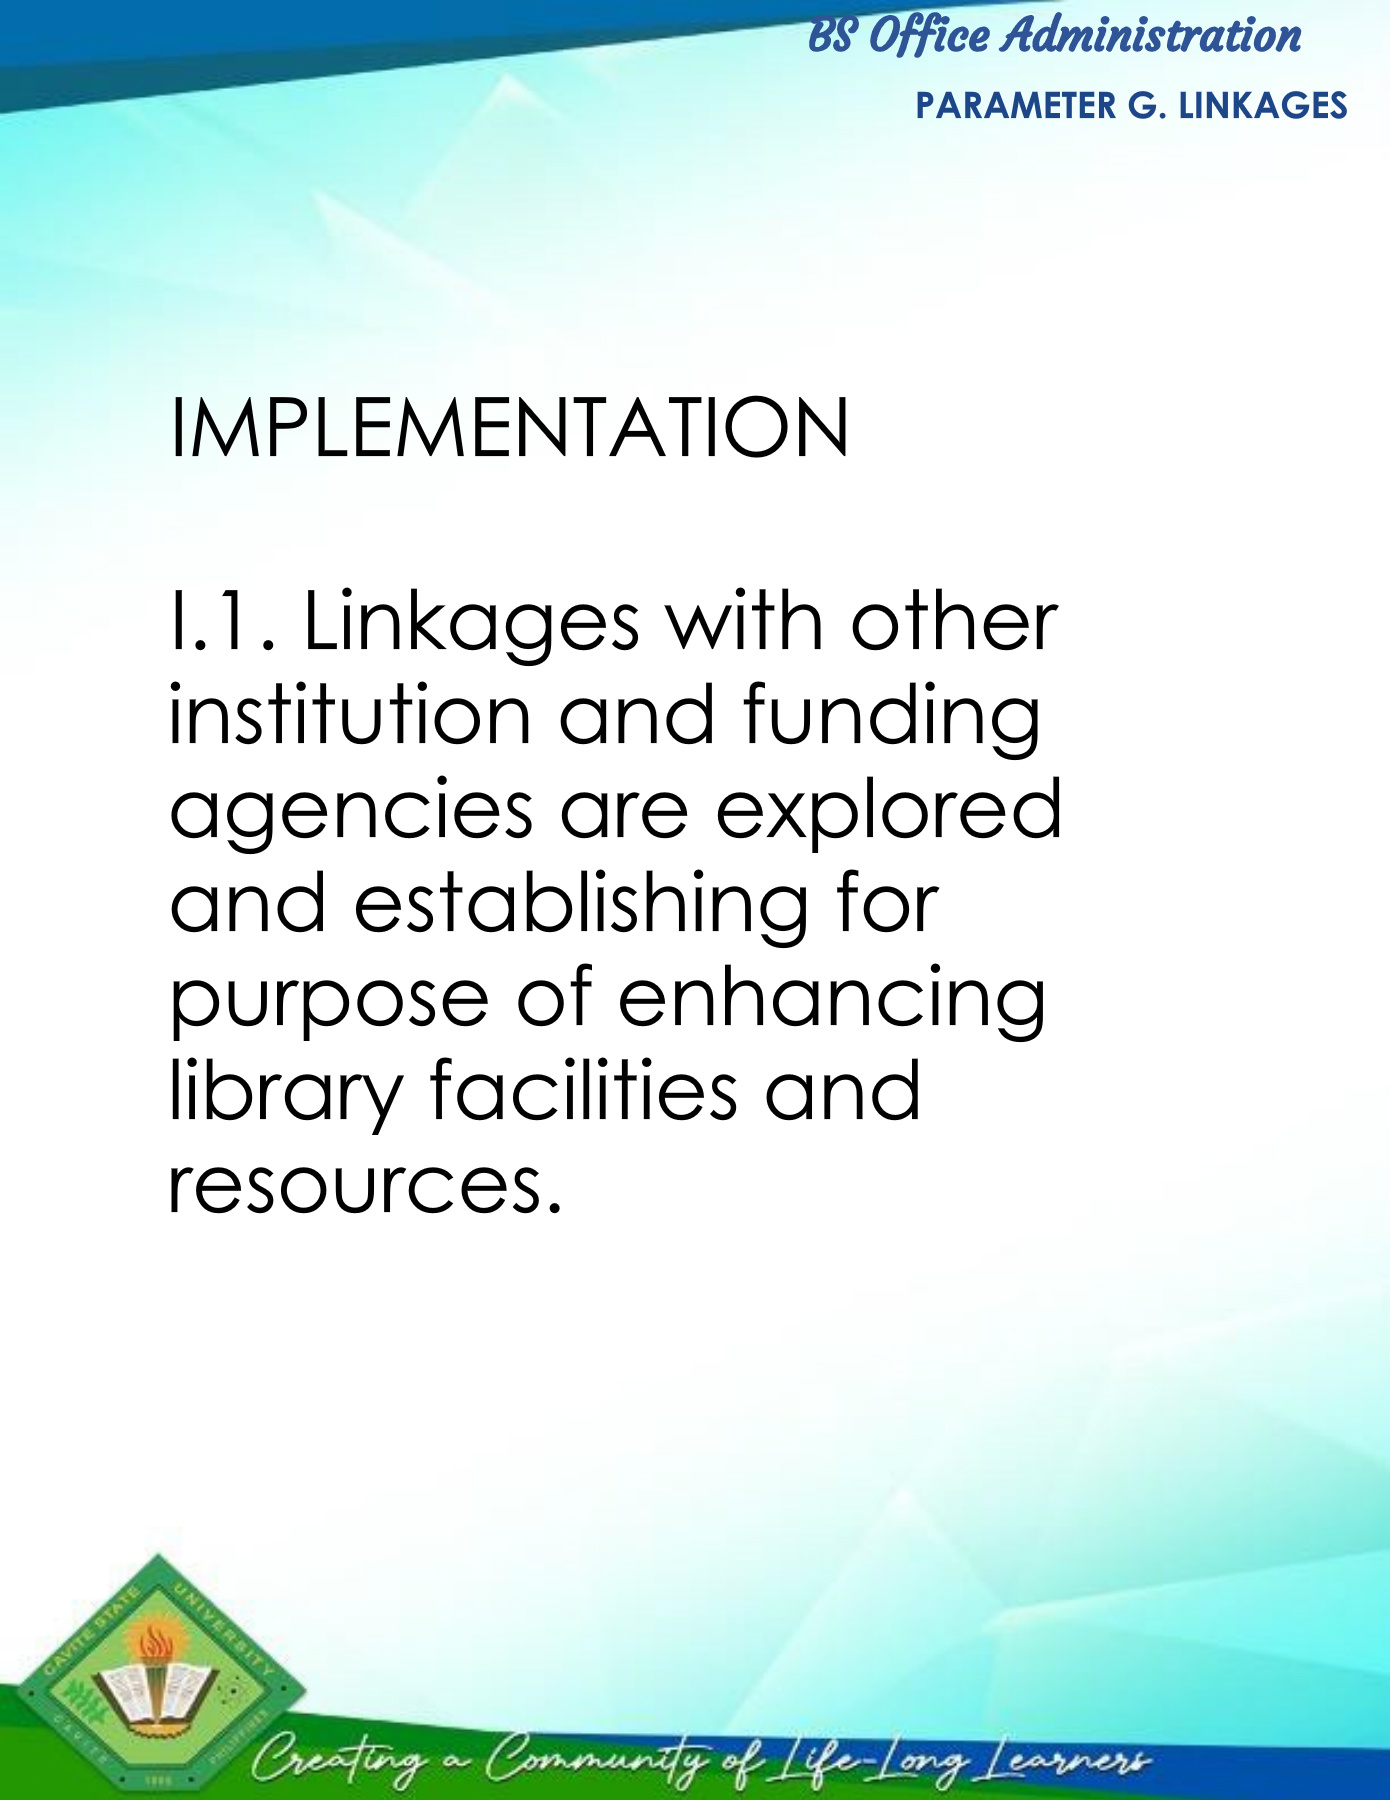 BS Office Administration
PARAMETER G. LINKAGES
IMPLEMENTATION
I.1. Linkages with other
institution and funding
agencies are explored
and establishing for
purpose of enhancing
library facilities and
resources.
CAVITE STATE UNIVERSITY
CAVITE PHILIPPINES
Creating a Community of Life-Long Learners